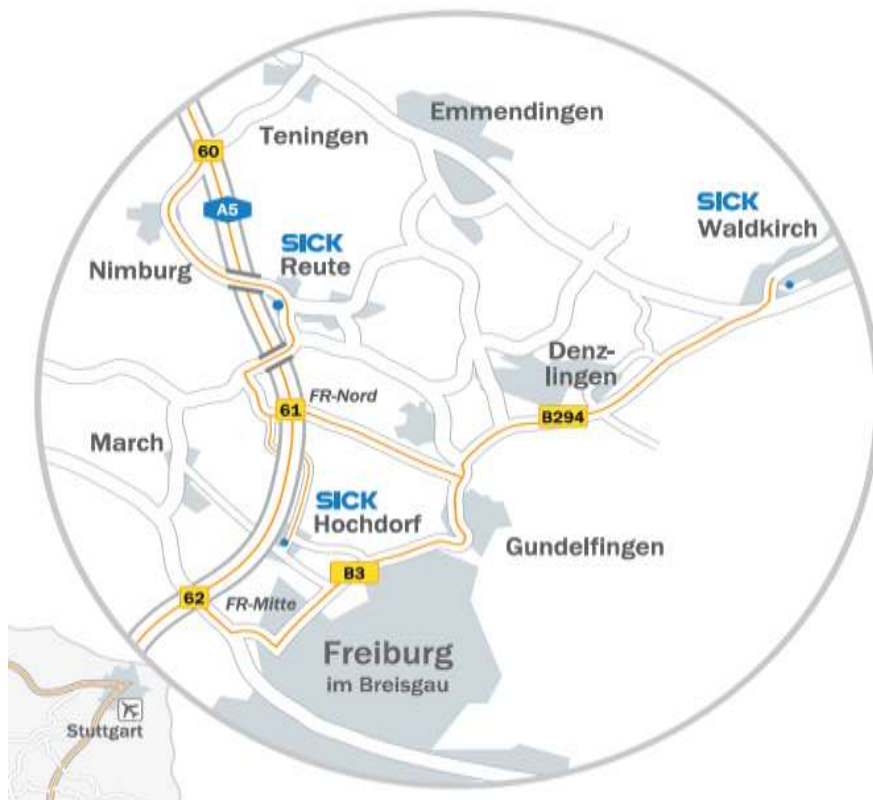 Emmendingen
Teningen
60
A5
SICK
Waldkirch
SICK
Reute
Nimburg
Denz-
lingen
FR-Nord
61
B294
March
SICK
Hochdorf
Gundelfingen
B3
62
FR-Mitte
Freiburg
im Breisgau
Stuttgart